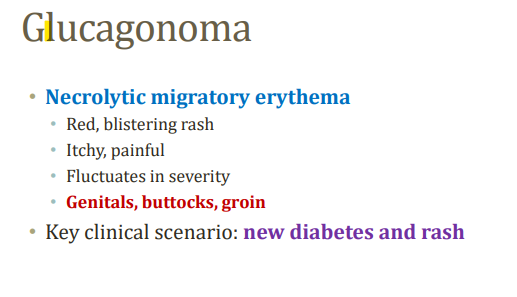 Glucagonoma
• Necrolytic migratory erythema
• Red, blistering rash
• Itchy, painful
• Fluctuates in severity
• Genitals, buttocks, groin
• Key clinical scenario: new diabetes and rash